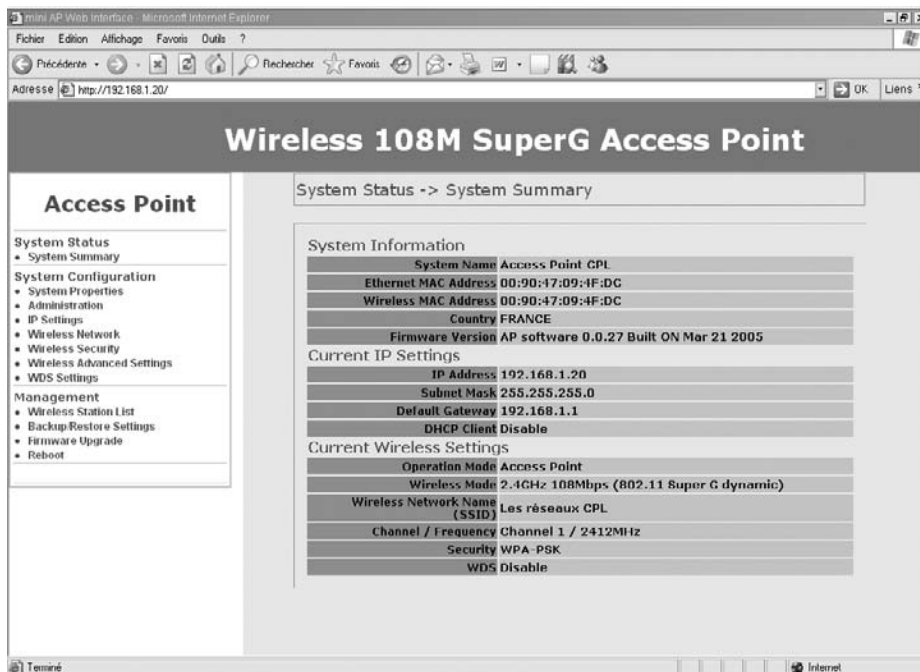 mini AP Web Interface - Microsoft Internet Explorer
Fichier Edition Affichage Favoris Outils ?
Précédente Rechercher Favoris
Adresse http://192.168.1.20/ OK Liens
Wireless 108M SuperG Access Point
Access Point
System Status
System Summary
System Configuration
System Properties
Administration
IP Settings
Wireless Network
Wireless Security
Wireless Advanced Settings
WDS Settings
Management
Wireless Station List
Backup/Restore Settings
Firmware Upgrade
Reboot
System Status -> System Summary
System Information
System Name Access Point CPL
Ethernet MAC Address 00:90:47:09:4F:DC
Wireless MAC Address 00:90:47:09:4F:DC
Country FRANCE
Firmware Version AP software 0.0.27 Built ON Mar 21 2005
Current IP Settings
IP Address 192.168.1.20
Subnet Mask 255.255.255.0
Default Gateway 192.168.1.1
DHCP Client Disable
Current Wireless Settings
Operation Mode Access Point
Wireless Mode 2.4GHz 108Mbps (802.11 Super G dynamic)
Wireless Network Name
(SSID) Les réseaux CPL
Channel / Frequency Channel 1 / 2412MHz
Security WPA-PSK
WDS Disable
Terminé Internet